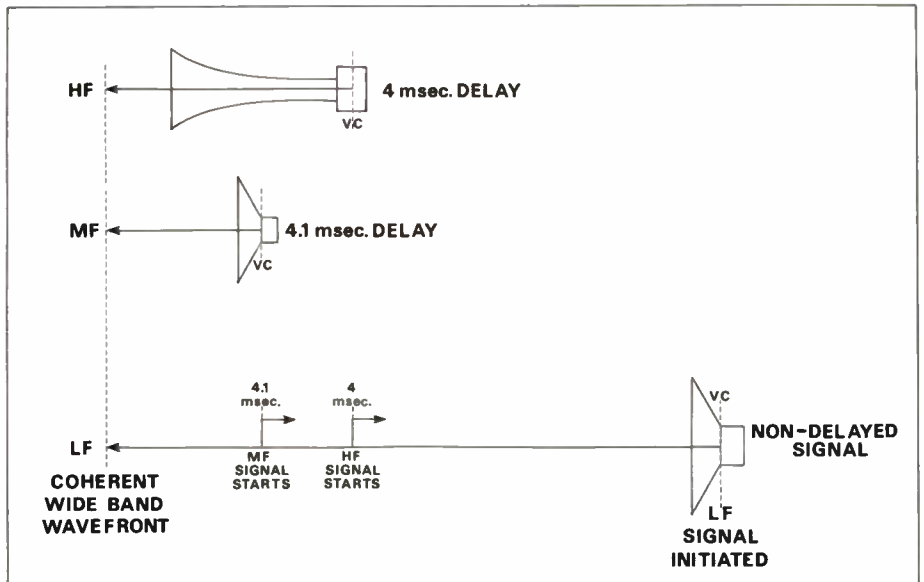 HF
4 msec. DELAY
VC
MF
4.1 msec. DELAY
VC
4.1
msec.
4
msec.
VC
LF
NON-DELAYED
SIGNAL
MF
SIGNAL
STARTS
HF
SIGNAL
STARTS
COHERENT
WIDE BAND
WAVEFRONT
LF
SIGNAL
INITIATED